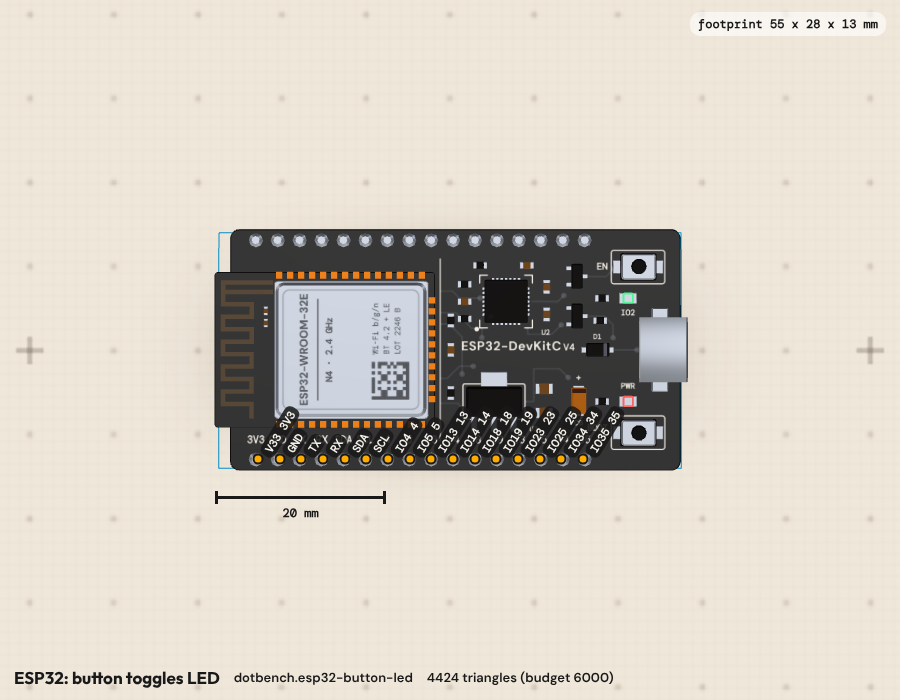 footprint 55 x 28 x 13 mm
EN
IO2
U2
D1
ESP32-DevKitC V4
ESP32-WROOM-32E
N4 · 2.4 GHz
Wi-Fi b/g/n
BT 4.2 + LE
LOT 2246 B
+
PWR
3V3
V33 3V3
GND
TX
RX
SDA
SCL
IO4 4
IO5 5
IO13 13
IO14 14
IO18 18
IO19 19
IO23 23
IO25 25
IO34 34
IO35 35
20 mm
ESP32: button toggles LED dotbench.esp32-button-led 4424 triangles (budget 6000)